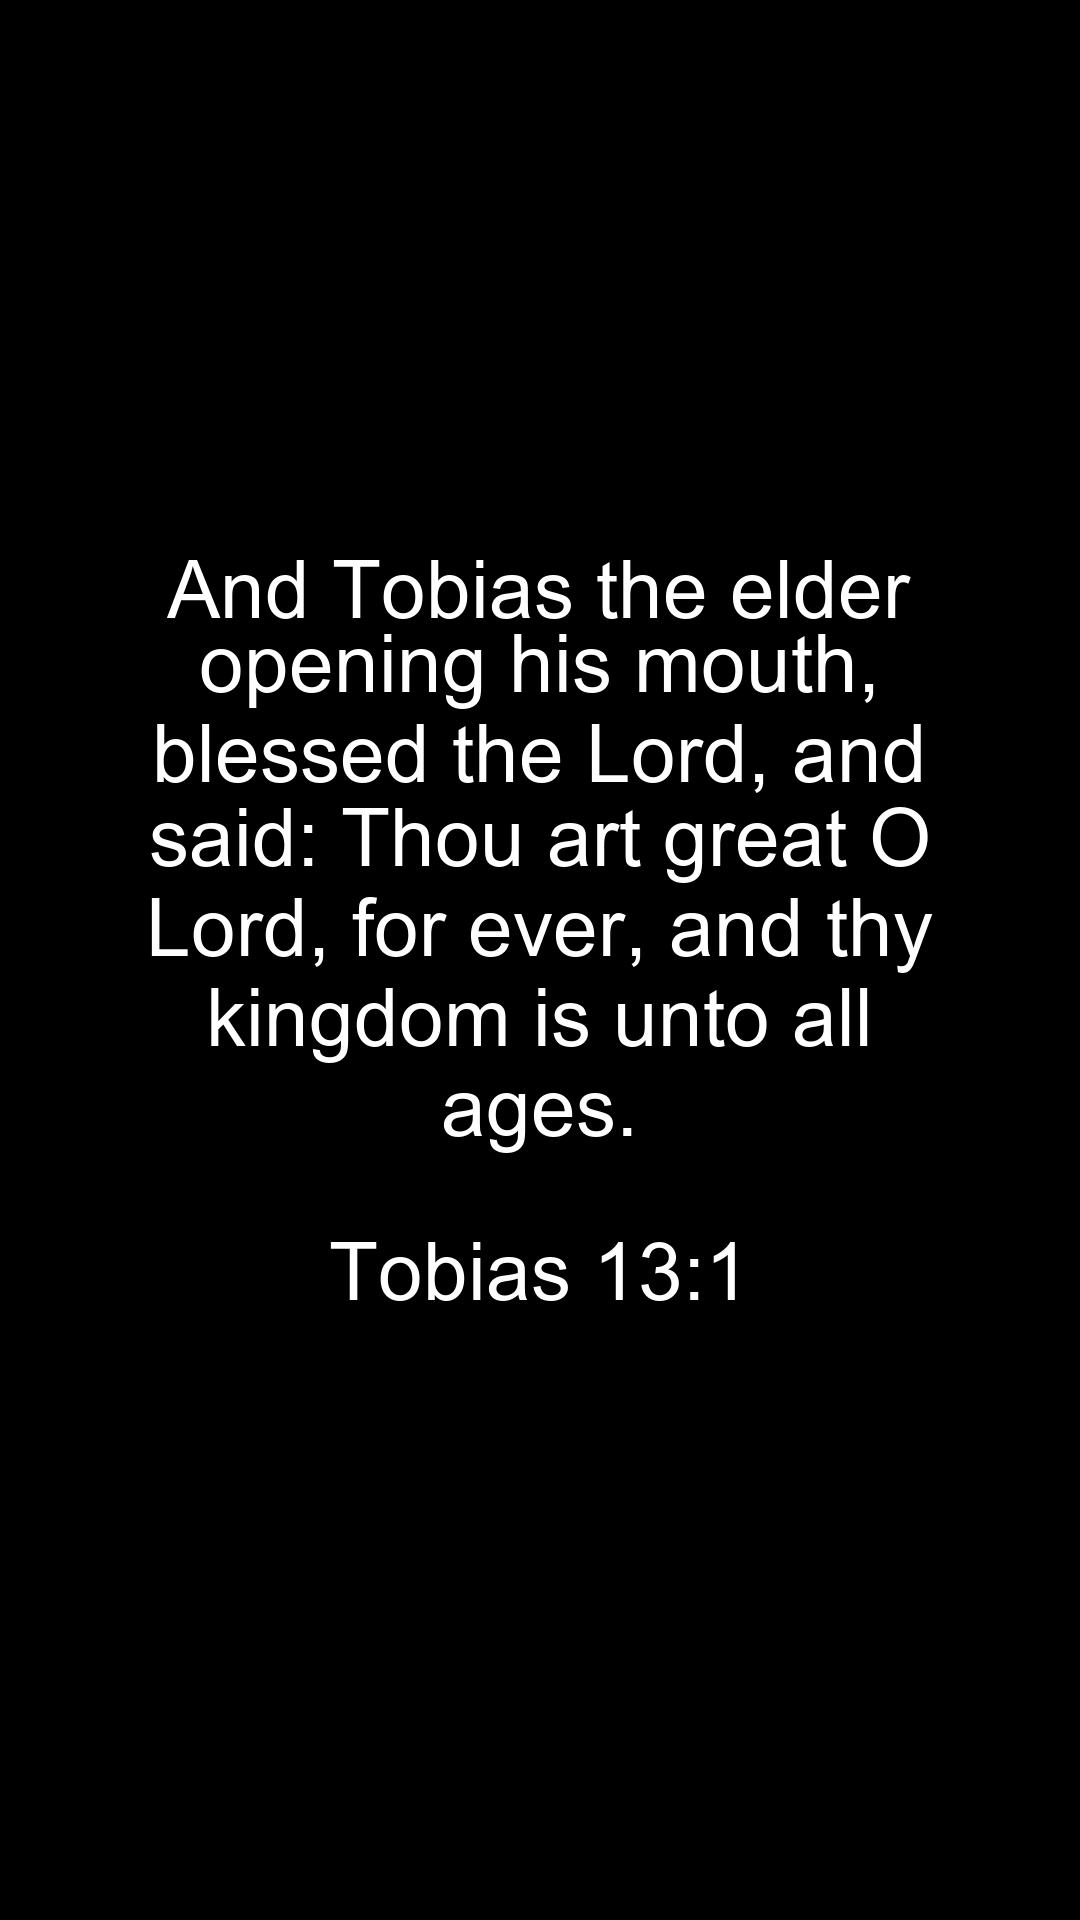 And Tobias the elder
opening his mouth,
blessed the Lord, and
said: Thou art great O
Lord, for ever, and thy
kingdom is unto all
ages.
Tobias 13:1